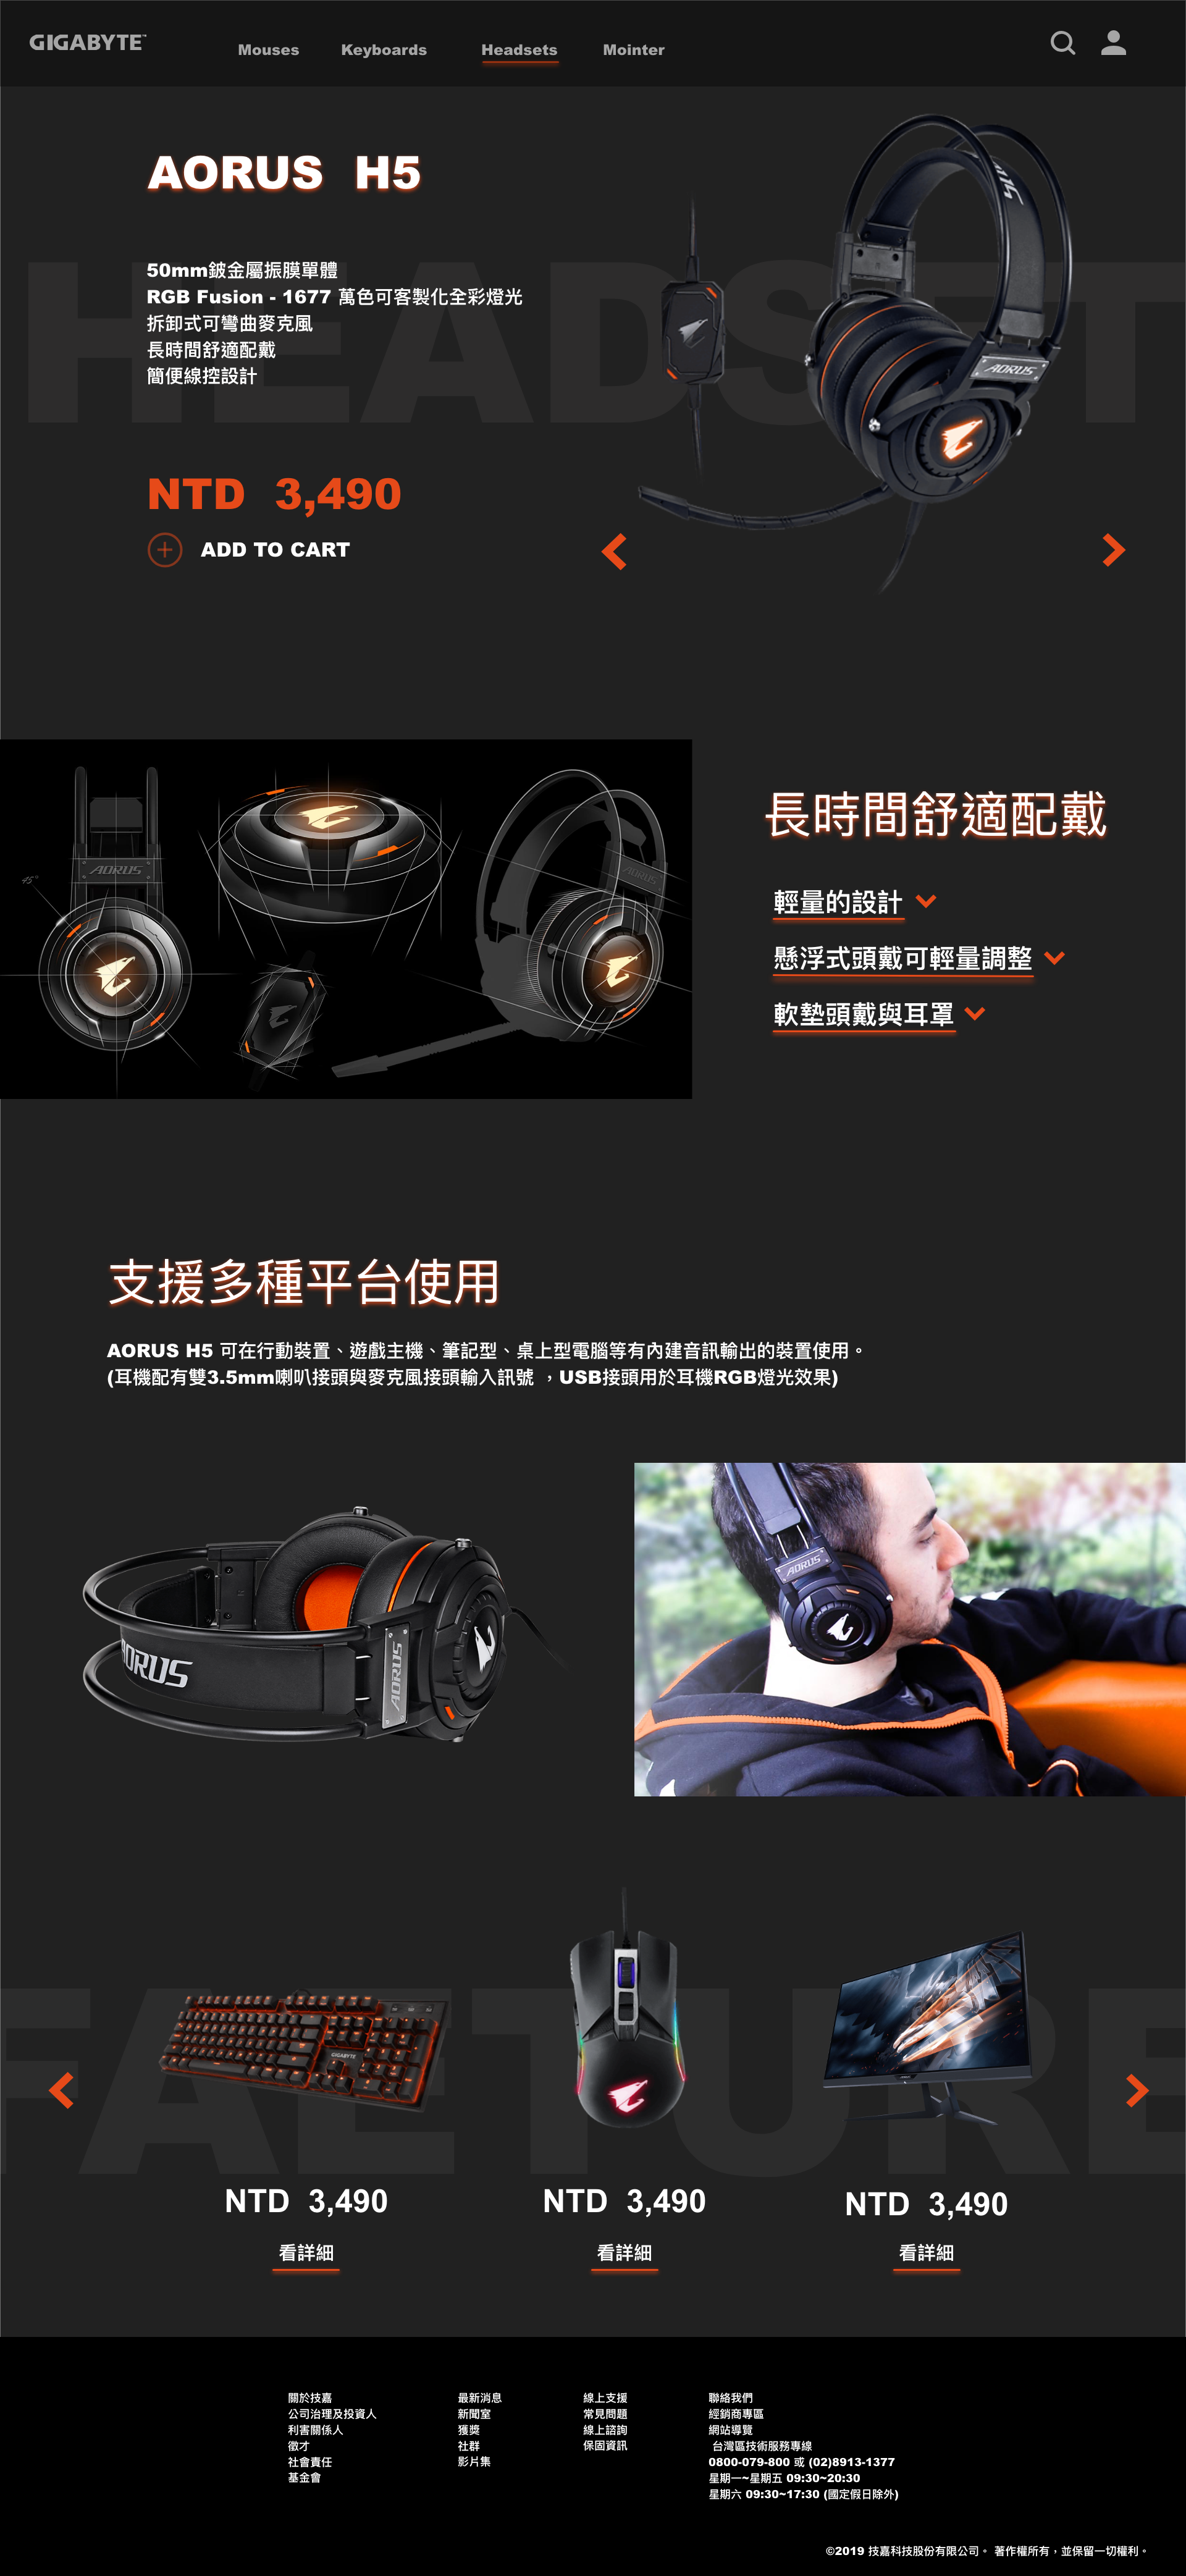 GIGABYTE™
Mouses Keyboards Headsets Mointer
AORUS H5
HEADSET
50mm鍍金屬振膜單體
RGB Fusion - 1677 萬色可客製化全彩燈光
拆卸式可彎曲麥克風
長時間舒適配戴
簡便線控設計
AORUS
NTD 3,490
ADD TO CART
長時間舒適配戴
AORUS
AORUS
45°
輕量的設計
懸浮式頭戴可輕量調整
軟墊頭戴與耳罩
支援多種平台使用
AORUS H5 可在行動裝置、遊戲主機、筆記型、桌上型電腦等有內建音訊輸出的裝置使用。
(耳機配有雙3.5mm喇叭接頭與麥克風接頭輸入訊號 ，USB接頭用於耳機RGB燈光效果)
AORUS
AORUS
AORUS
FAETURE
GIGABYTE
NTD 3,490
NTD 3,490
NTD 3,490
看詳細
看詳細
看詳細
關於技嘉
公司治理及投資人
利害關係人
徵才
社會責任
基金會
最新消息
新聞室
獲獎
社群
影片集
線上支援
常見問題
線上諮詢
保固資訊
聯絡我們
經銷商專區
網站導覽
台灣區技術服務專線
0800-079-800 或 (02)8913-1377
星期一~星期五 09:30~20:30
星期六 09:30~17:30 (國定假日除外)
©2019 技嘉科技股份有限公司。 著作權所有，並保留一切權利。